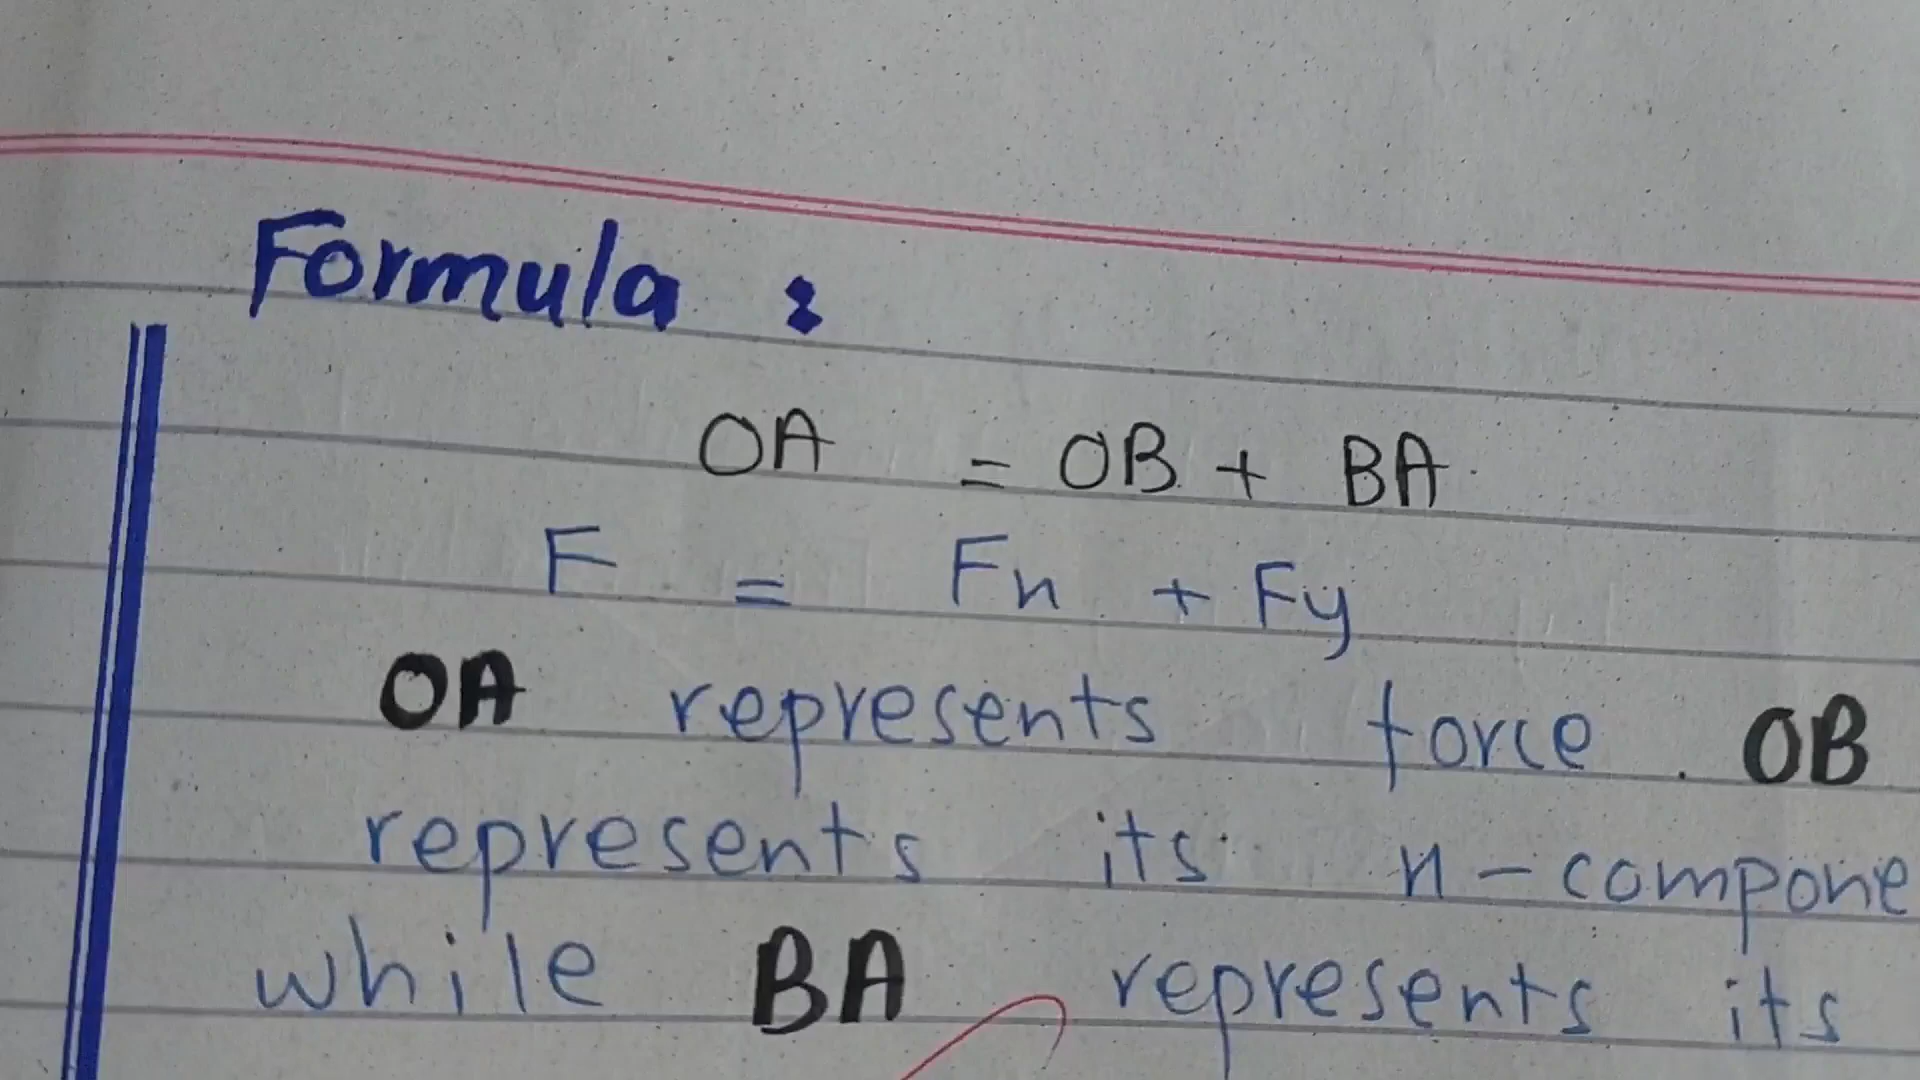 Formula :
OA = OB + BA
F = Fn + Fy
OA represents force. OB
represents its n-compone
while BA represents its